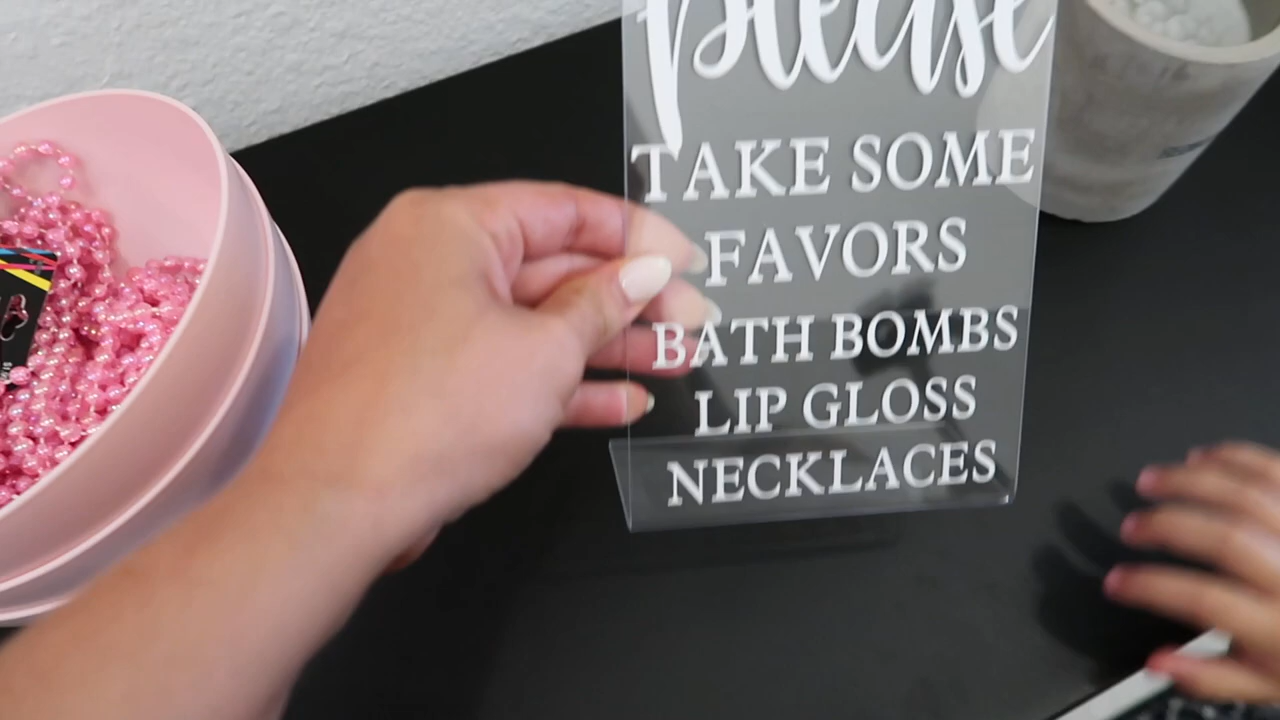 please
TAKE SOME
FAVORS
BATH BOMBS
LIP GLOSS
NECKLACES